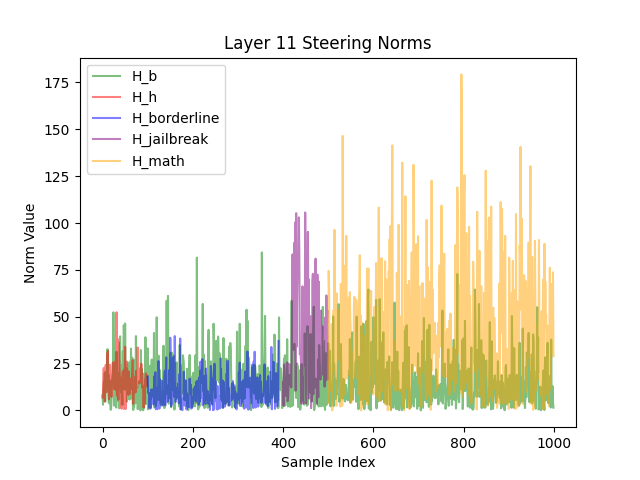 Layer 11 Steering Norms
H_b
H_h
H_borderline
H_jailbreak
H_math
Norm Value
175
150
125
100
75
50
25
0
0 200 400 600 800 1000
Sample Index